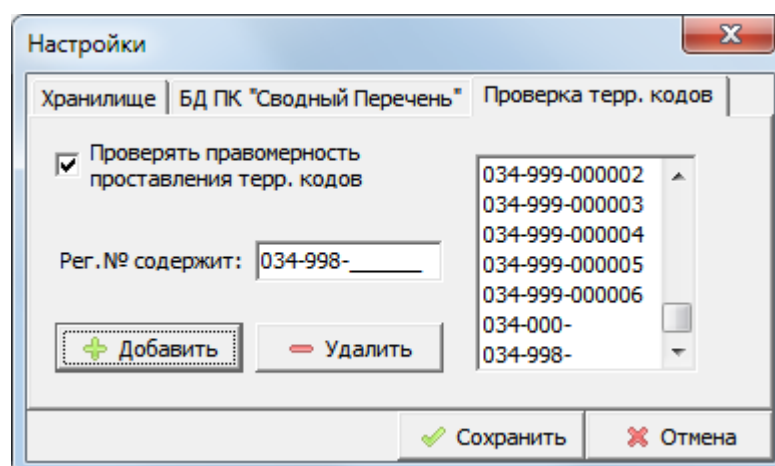 Настройки
Хранилище БД ПК "Сводный Перечень" Проверка терр. кодов
Проверять правомерность
проставления терр. кодов
Рег.№ содержит: 034-998-______
Добавить Удалить
034-999-000002
034-999-000003
034-999-000004
034-999-000005
034-999-000006
034-000-
034-998-
Сохранить Отмена